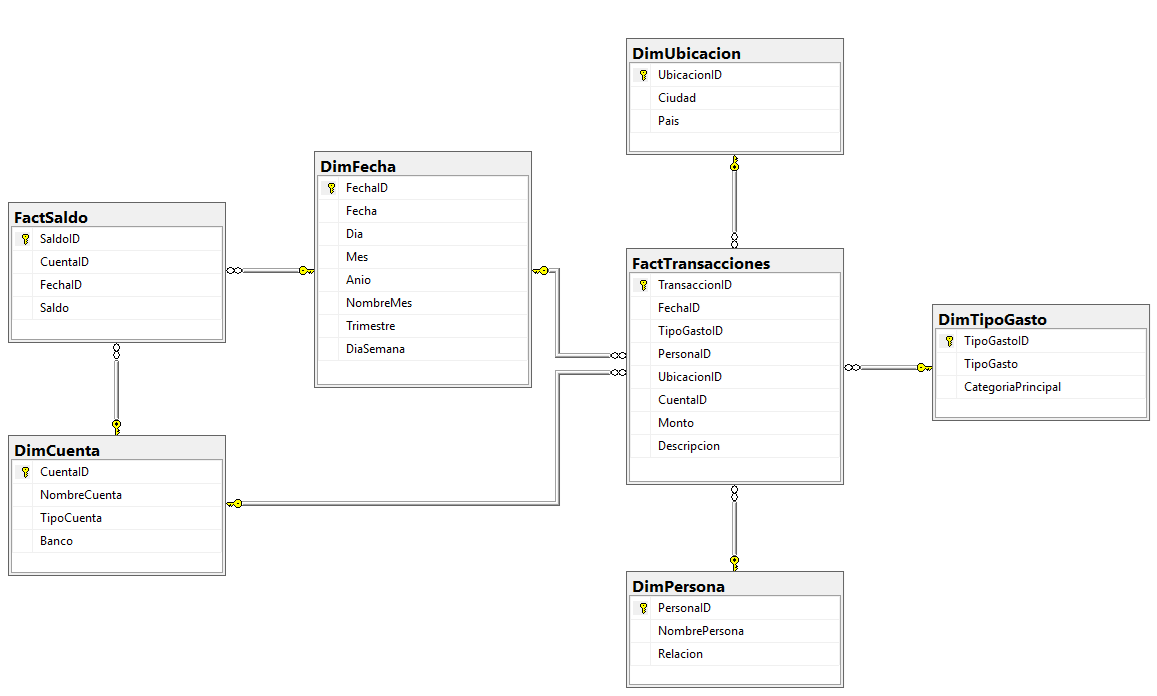 DimUbicacion
UbicacionID
Ciudad
Pais
DimFecha
FechaID
Fecha
Dia
Mes
Anio
NombreMes
Trimestre
DiaSemana
FactSaldo
SaldoID
CuentaID
FechaID
Saldo
FactTransacciones
TransaccionID
FechaID
TipoGastoID
PersonaID
UbicacionID
CuentaID
Monto
Descripcion
DimTipoGasto
TipoGastoID
TipoGasto
CategoriaPrincipal
DimCuenta
CuentaID
NombreCuenta
TipoCuenta
Banco
DimPersona
PersonaID
NombrePersona
Relacion